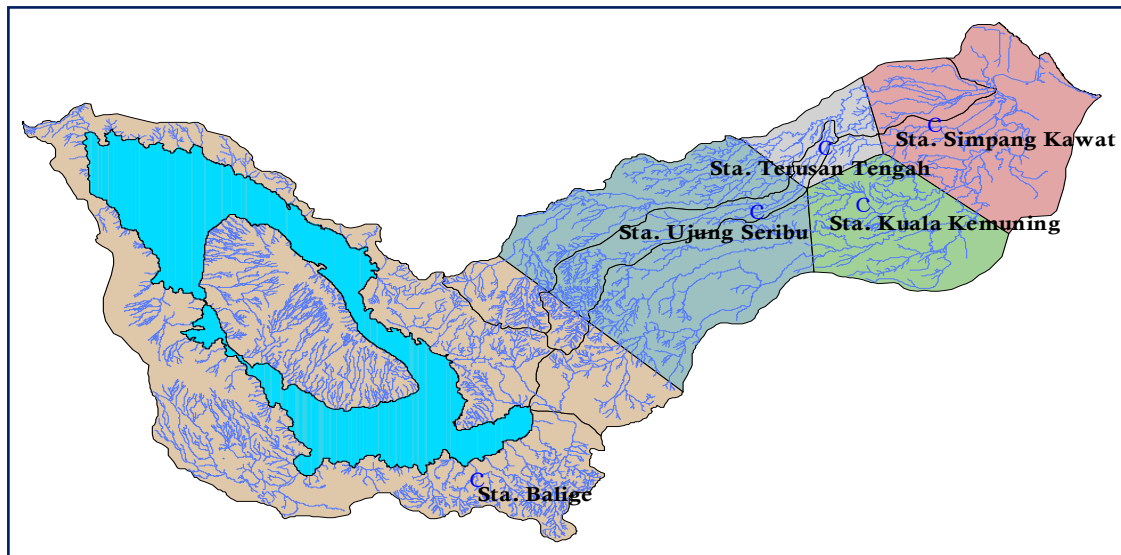 C
Sta. Simpang Kawat
C
Sta. Terusan Tengah
C
Sta. Kuala Kemuning
C
Sta. Ujung Seribu
C
Sta. Balige